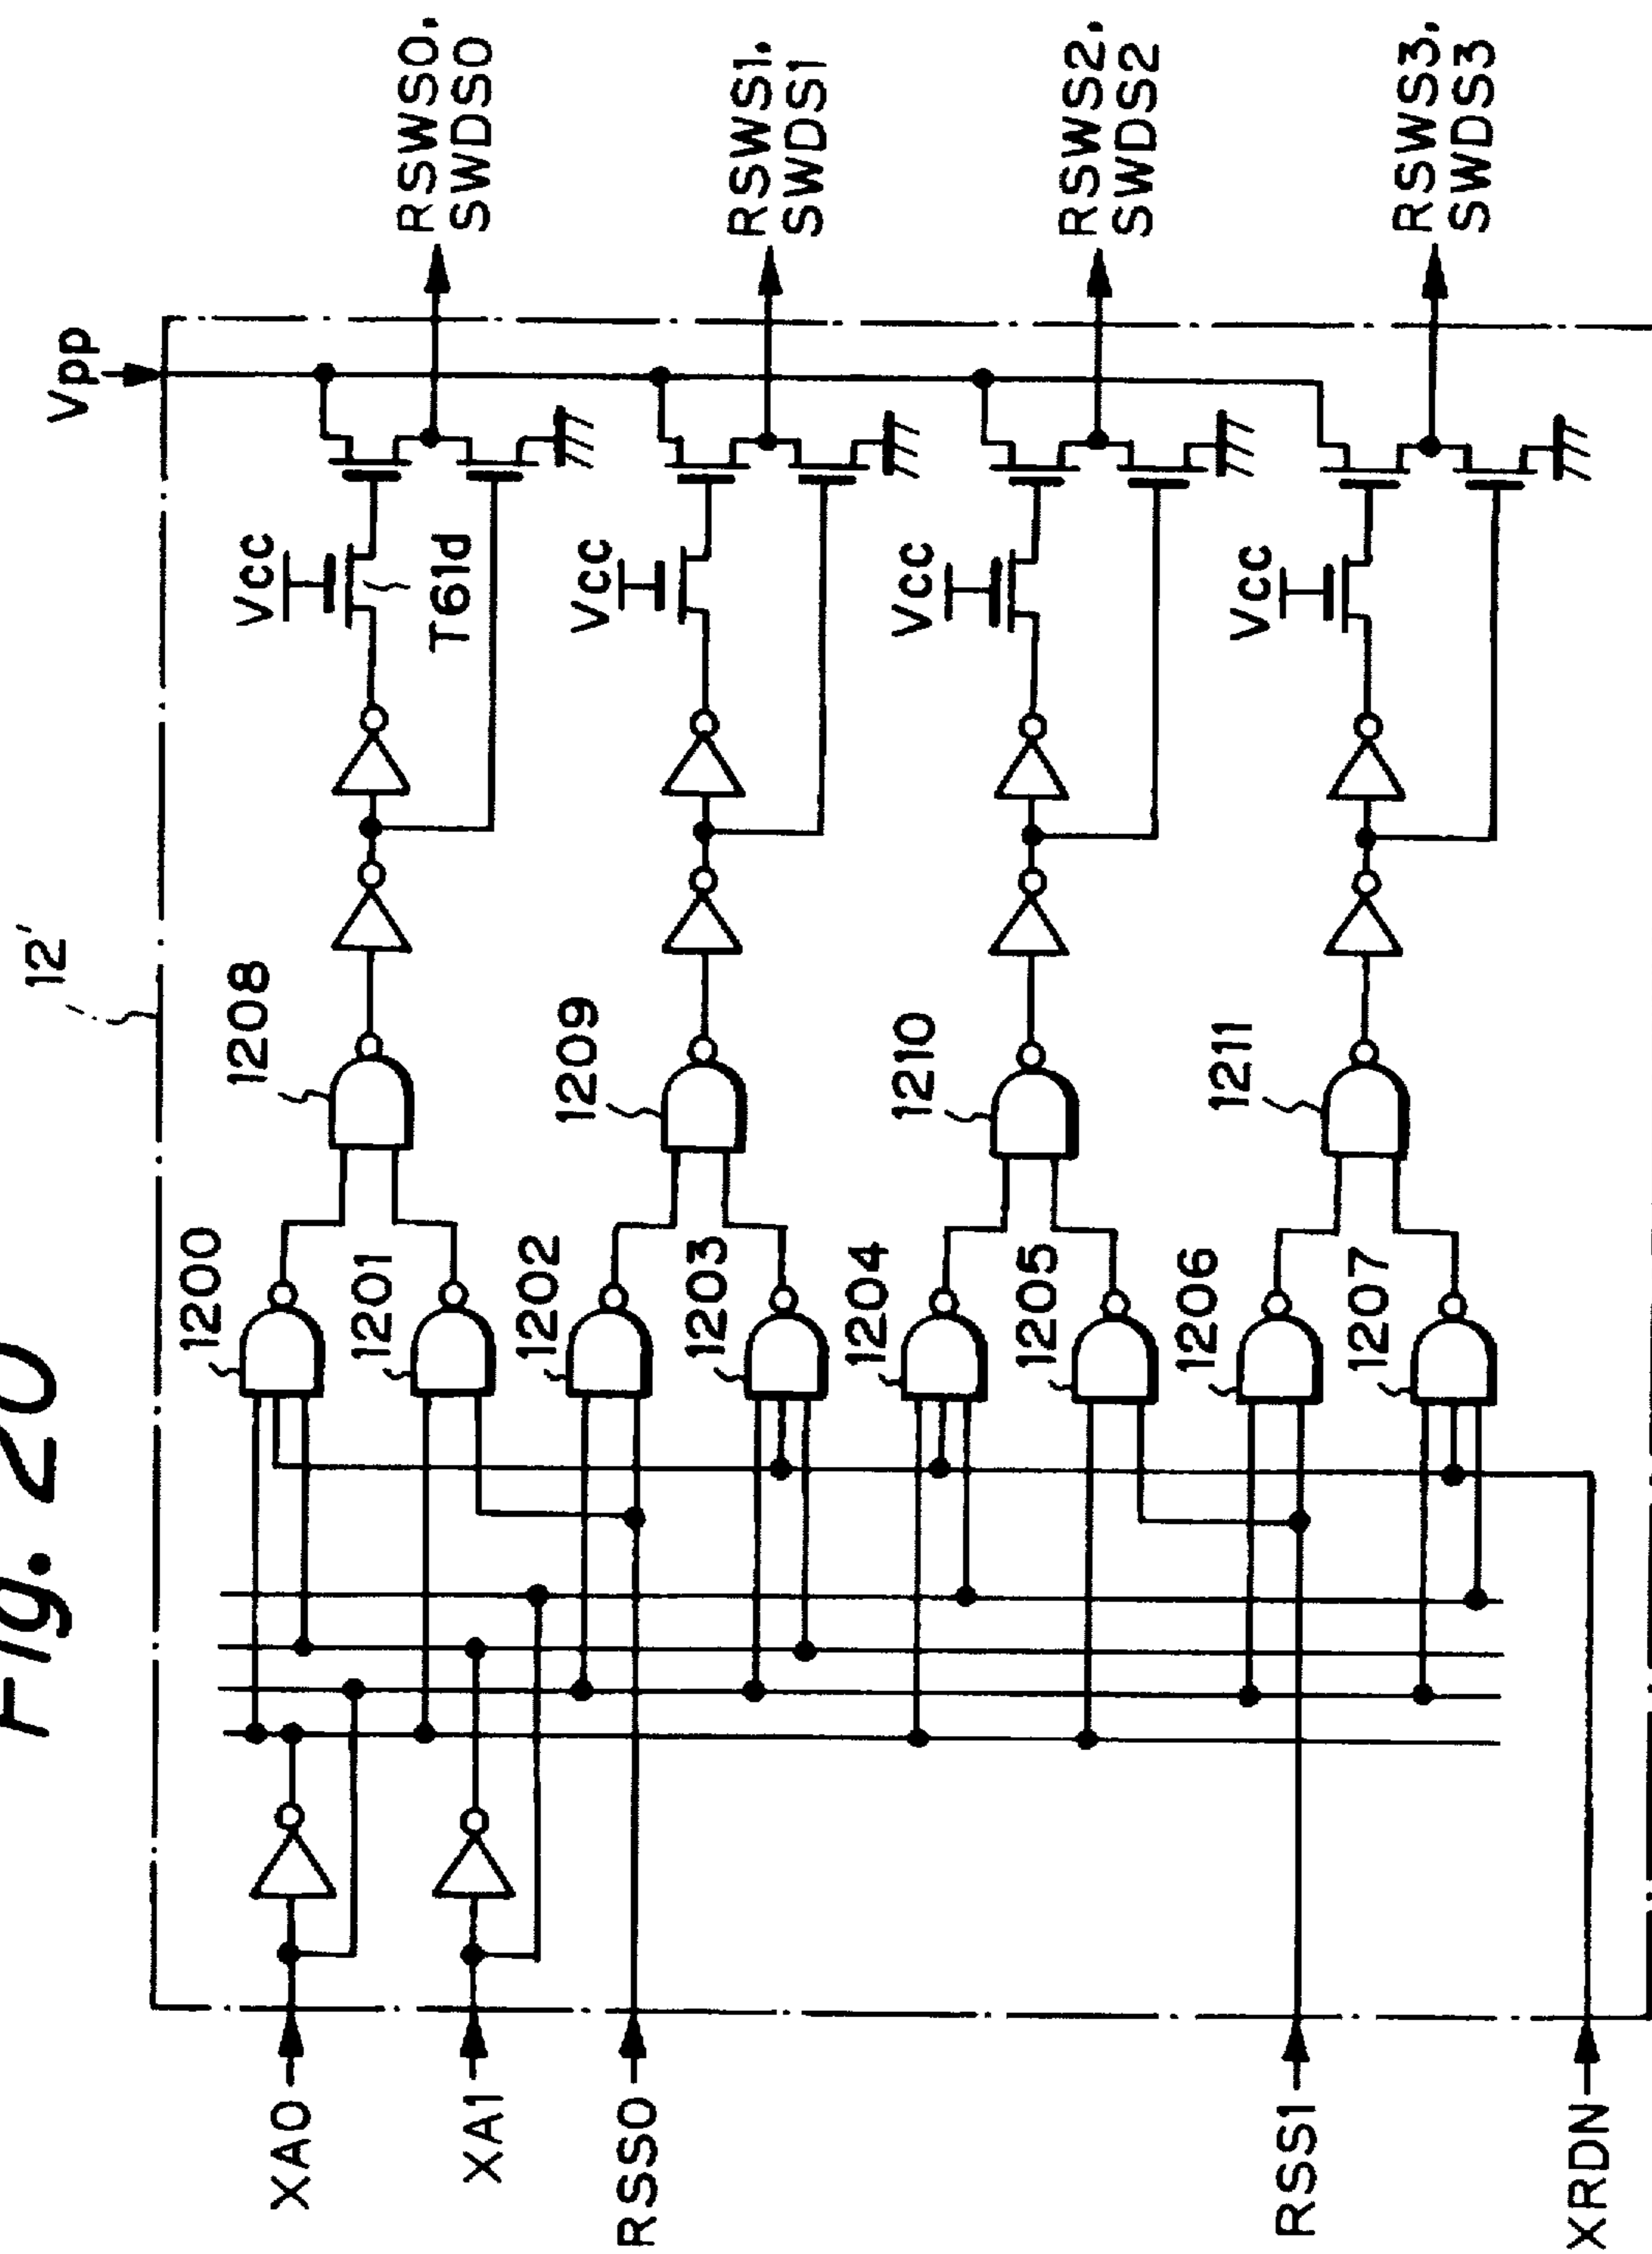 Fig. 20
12'
Vpp
XA0
XA1
RSS0
RSS1
XRDN
1200
1201
1202
1203
1204
1205
1206
1207
1208
1209
1210
1211
Vcc
T61d
Vcc
Vcc
Vcc
RSWS0,
SWDS0
RSWS1,
SWDS1
RSWS2,
SWDS2
RSWS3,
SWDS3